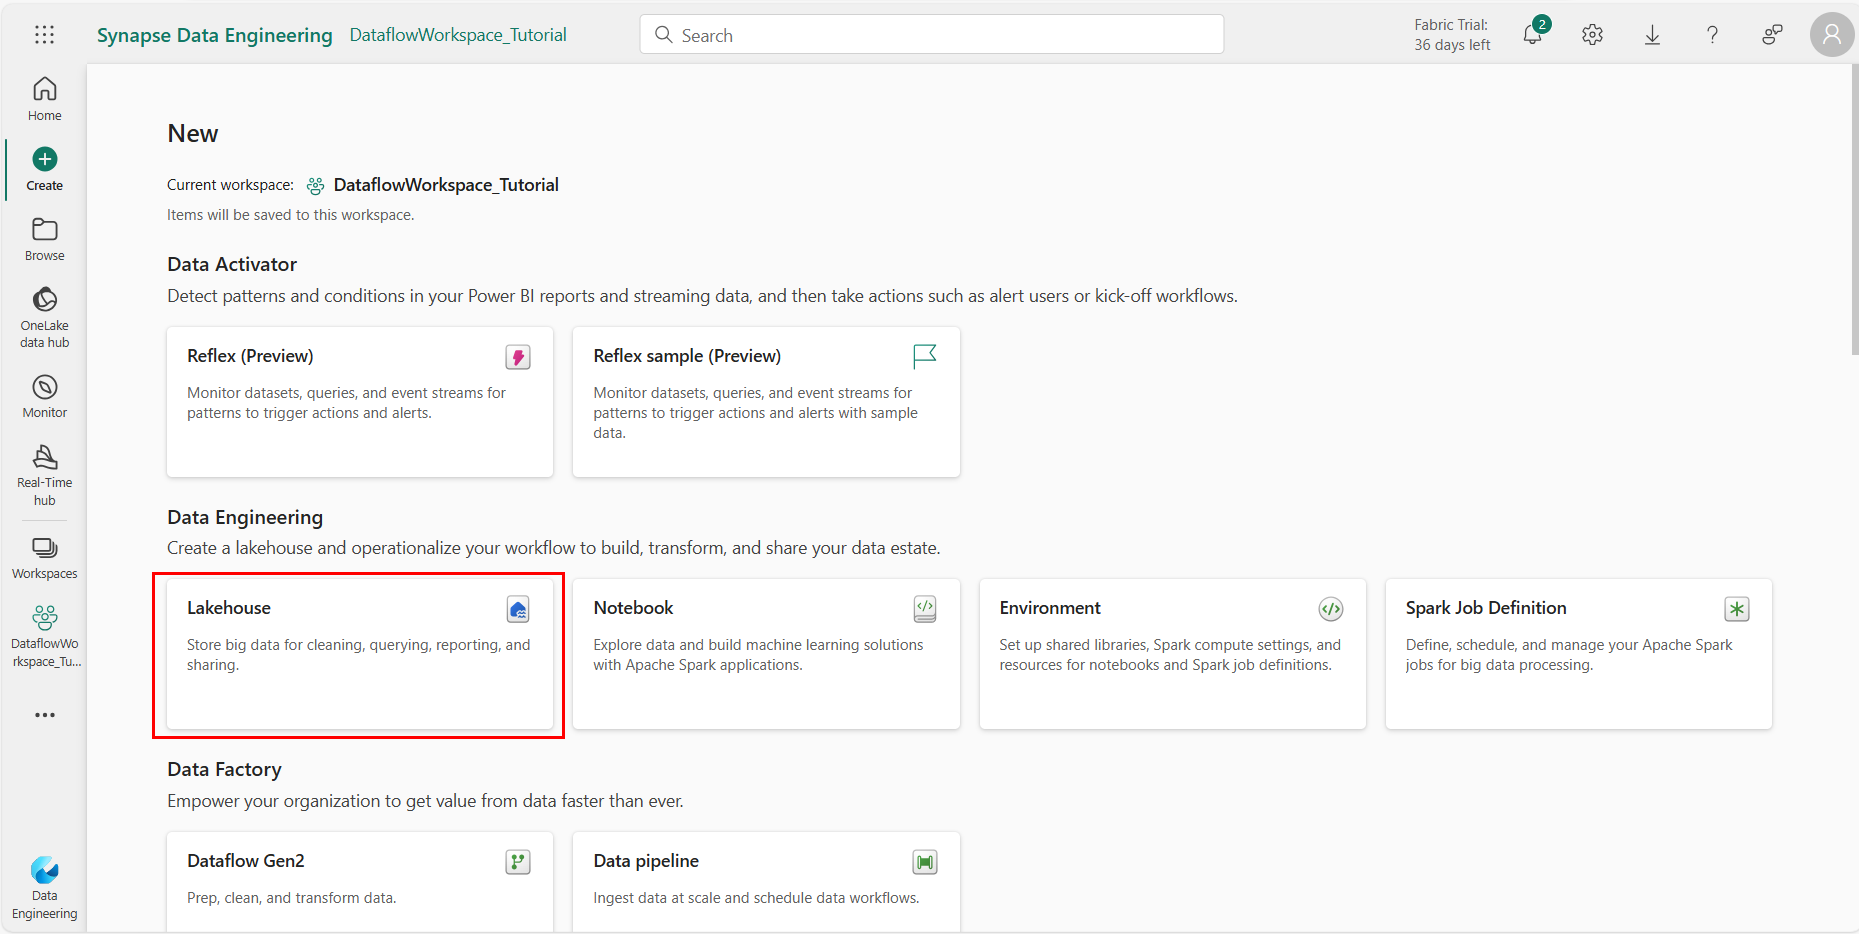 Synapse Data Engineering DataflowWorkspace_Tutorial
Search
Fabric Trial:
36 days left
2
Home
Create
Browse
OneLake
data hub
Monitor
Real-Time
hub
Workspaces
DataflowWo
rkspace_Tu...
Data
Engineering
New
Current workspace: DataflowWorkspace_Tutorial
Items will be saved to this workspace.
Data Activator
Detect patterns and conditions in your Power BI reports and streaming data, and then take actions such as alert users or kick-off workflows.
Reflex (Preview)
Monitor datasets, queries, and event streams for
patterns to trigger actions and alerts.
Reflex sample (Preview)
Monitor datasets, queries, and event streams for
patterns to trigger actions and alerts with sample
data.
Data Engineering
Create a lakehouse and operationalize your workflow to build, transform, and share your data estate.
Lakehouse
Store big data for cleaning, querying, reporting, and
sharing.
Notebook
Explore data and build machine learning solutions
with Apache Spark applications.
Environment
Set up shared libraries, Spark compute settings, and
resources for notebooks and Spark job definitions.
Spark Job Definition
Define, schedule, and manage your Apache Spark
jobs for big data processing.
Data Factory
Empower your organization to get value from data faster than ever.
Dataflow Gen2
Prep, clean, and transform data.
Data pipeline
Ingest data at scale and schedule data workflows.